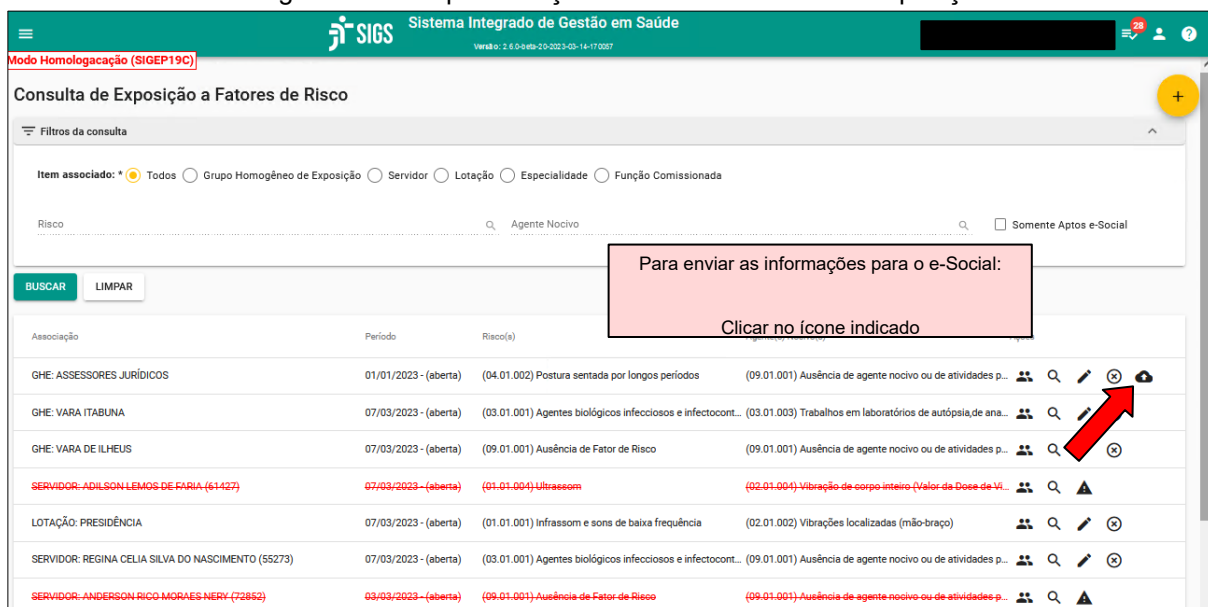 SIGS
Sistema Integrado de Gestão em Saúde
Versão: 2.6.0-beta-20-2023-03-14-170057
28
Modo Homologacação (SIGEP19C)
Consulta de Exposição a Fatores de Risco
+
Filtros da consulta
Item associado: * Todos Grupo Homogêneo de Exposição Servidor Lotação Especialidade Função Comissionada
Risco Agente Nocivo Somente Aptos e-Social
Para enviar as informações para o e-Social:
Clicar no ícone indicado
BUSCAR LIMPAR
Associação Período Risco(s)
GHE: ASSESSORES JURÍDICOS 01/01/2023 - (aberta) (04.01.002) Postura sentada por longos períodos (09.01.001) Ausência de agente nocivo ou de atividades p...
GHE: VARA ITABUNA 07/03/2023 - (aberta) (03.01.001) Agentes biológicos infecciosos e infectocont... (03.01.003) Trabalhos em laboratórios de autópsia,de ana...
GHE: VARA DE ILHEUS 07/03/2023 - (aberta) (09.01.001) Ausência de Fator de Risco (09.01.001) Ausência de agente nocivo ou de atividades p...
SERVIDOR: ADILSON LEMOS DE FARIA (61427) 07/03/2023 - (aberta) (01.01.004) Ultrassom (02.01.004) Vibração de corpo inteiro (Valor da Dose de Vi...
LOTAÇÃO: PRESIDÊNCIA 07/03/2023 - (aberta) (01.01.001) Infrassom e sons de baixa frequência (02.01.002) Vibrações localizadas (mão-braço)
SERVIDOR: REGINA CELIA SILVA DO NASCIMENTO (55273) 07/03/2023 - (aberta) (03.01.001) Agentes biológicos infecciosos e infectocont... (09.01.001) Ausência de agente nocivo ou de atividades p...
SERVIDOR: ANDERSON RICO MORAES NERY (72852) 03/03/2023 - (aberta) (09.01.001) Ausência de Fator de Risco (09.01.001) Ausência de agente nocivo ou de atividades p...